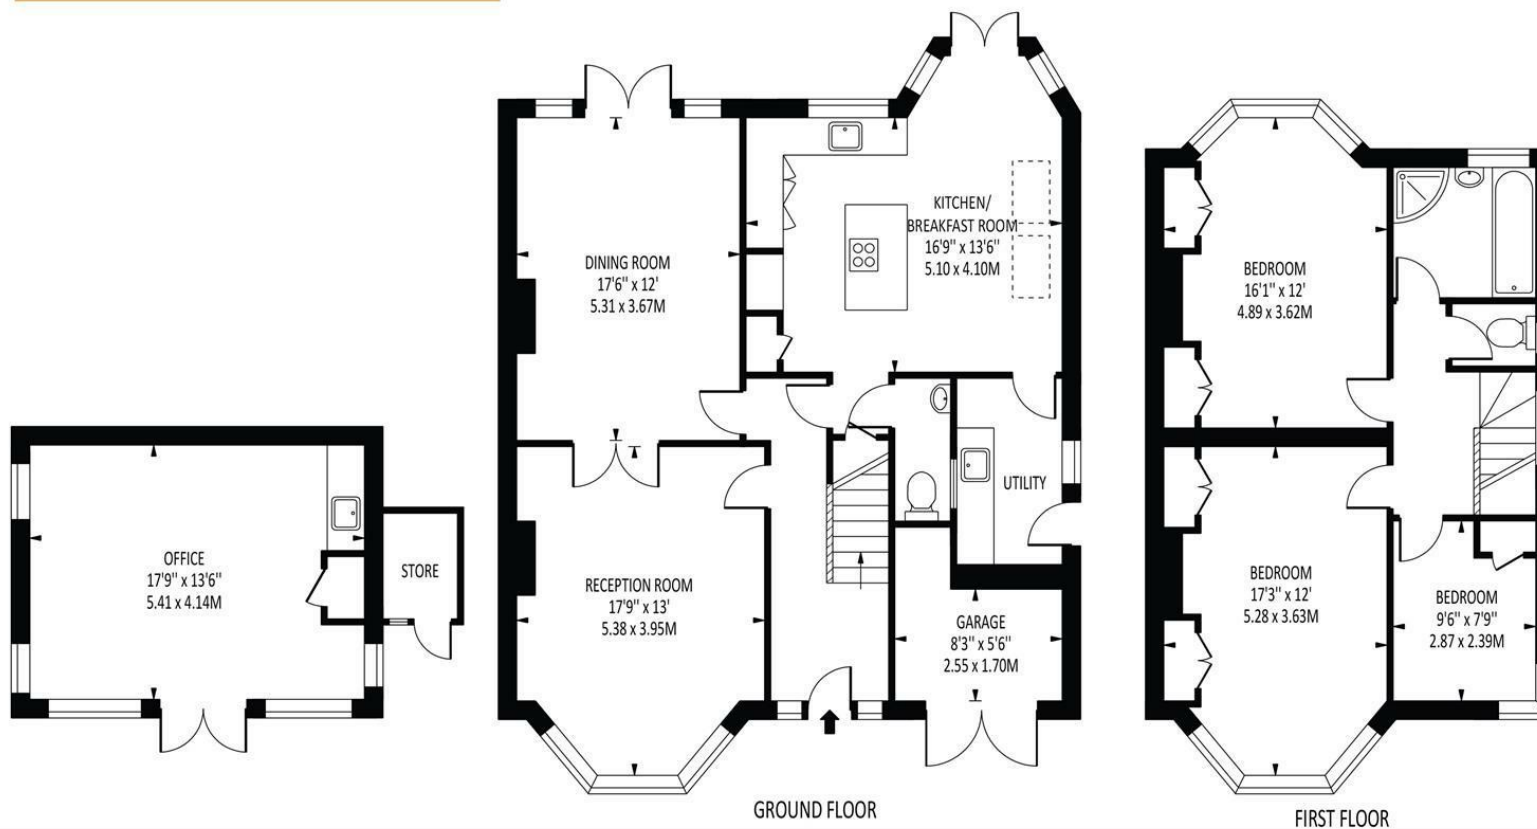 OFFICE
17'9" x 13'6"
5.41 x 4.14M
STORE
DINING ROOM
17'6" x 12'
5.31 x 3.67M
KITCHEN/
BREAKFAST ROOM
16'9" x 13'6"
5.10 x 4.10M
UTILITY
RECEPTION ROOM
17'9" x 13'
5.38 x 3.95M
GARAGE
8'3" x 5'6"
2.55 x 1.70M
GROUND FLOOR
BEDROOM
16'1" x 12'
4.89 x 3.62M
BEDROOM
17'3" x 12'
5.28 x 3.63M
BEDROOM
9'6" x 7'9"
2.87 x 2.39M
FIRST FLOOR